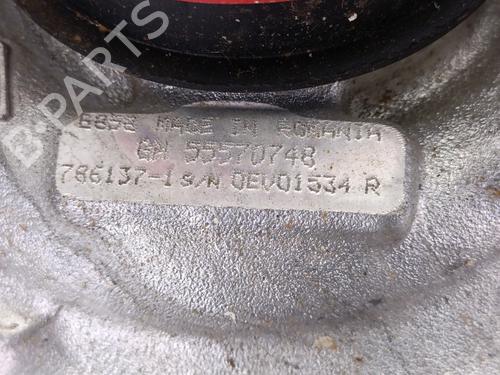 MADE IN ROMANIA
GM 55570748
786137-1 S/N 0EV01534 R
B-PARTS